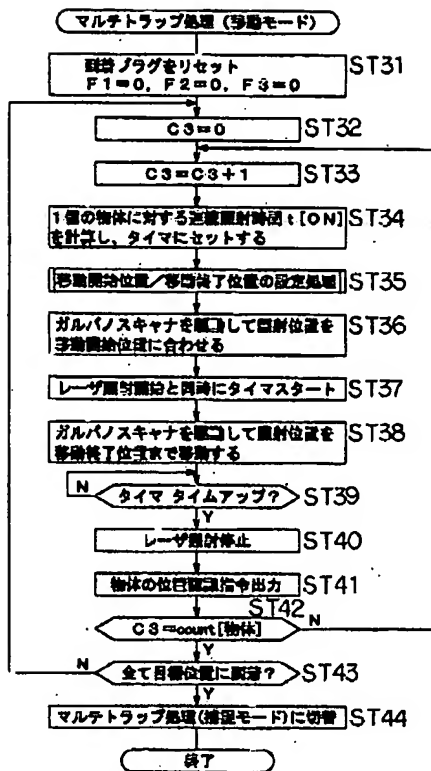 マルチトラップ処理(移動モード)
到着フラグをリセット ST31
F1=0, F2=0, F3=0
C3=0 ST32
C3=C3+1 ST33
1個の物体に対する連続照射時間t[ON] ST34
を計算し、タイマにセットする
移動開始位置/移動終了位置の設定処理 ST35
ガルバノスキャナを駆動して照射位置を ST36
移動開始位置に合わせる
レーザ照射開始と同時にタイマスタート ST37
ガルバノスキャナを駆動して照射位置を ST38
移動終了位置まで移動する
N タイマ タイムアップ? ST39
Y
レーザ照射停止 ST40
物体の位置確認指令出力 ST41
ST42
C3=count[物体] N
Y
N 全て目標位置に到着? ST43
Y
マルチトラップ処理(捕捉モード)に切替 ST44
終了